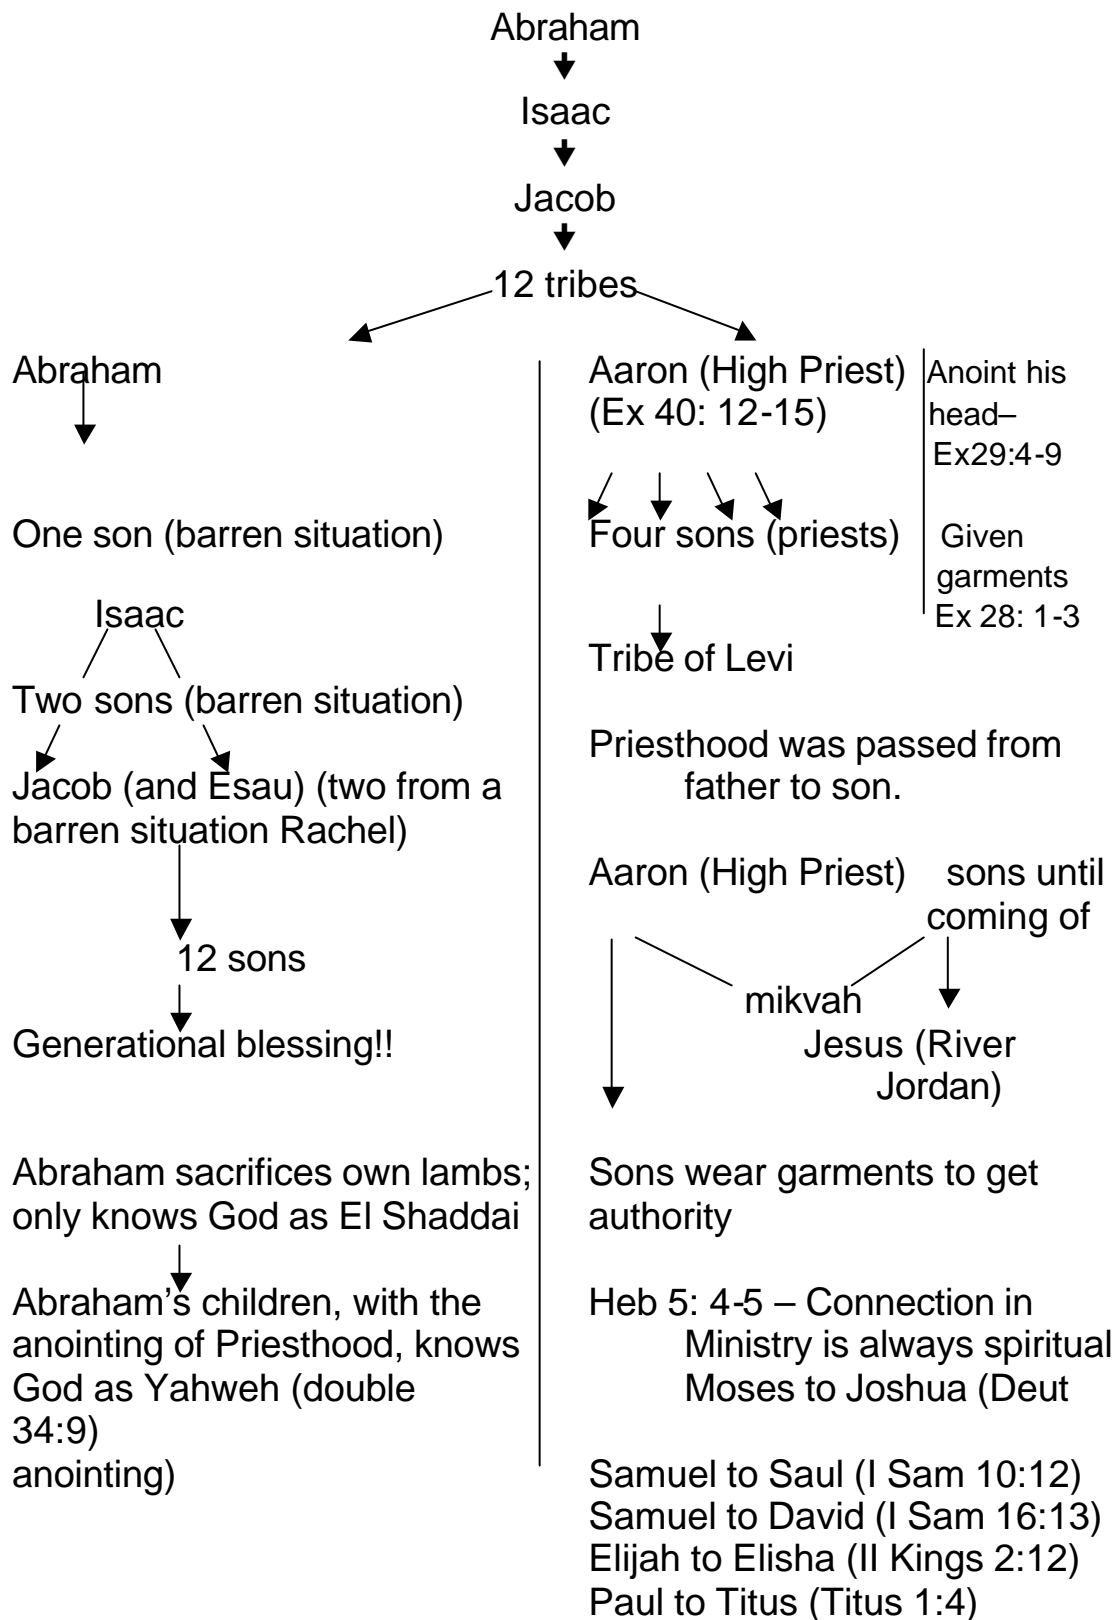 Abraham
Isaac
Jacob
12 tribes
Abraham
One son (barren situation)
Isaac
Two sons (barren situation)
Jacob (and Esau) (two from a
barren situation Rachel)
12 sons
Generational blessing!!
Abraham sacrifices own lambs;
only knows God as El Shaddai
Abraham’s children, with the
anointing of Priesthood, knows
God as Yahweh (double
34:9)
anointing)
Aaron (High Priest)
(Ex 40: 12-15)
Four sons (priests)
Anoint his
head–
Ex29:4-9
Given
garments
Ex 28: 1-3
Tribe of Levi
Priesthood was passed from
father to son.
Aaron (High Priest)
sons until
coming of
mikvah
Jesus (River
Jordan)
Sons wear garments to get
authority
Heb 5: 4-5 – Connection in
Ministry is always spiritual
Moses to Joshua (Deut
Samuel to Saul (I Sam 10:12)
Samuel to David (I Sam 16:13)
Elijah to Elisha (II Kings 2:12)
Paul to Titus (Titus 1:4)